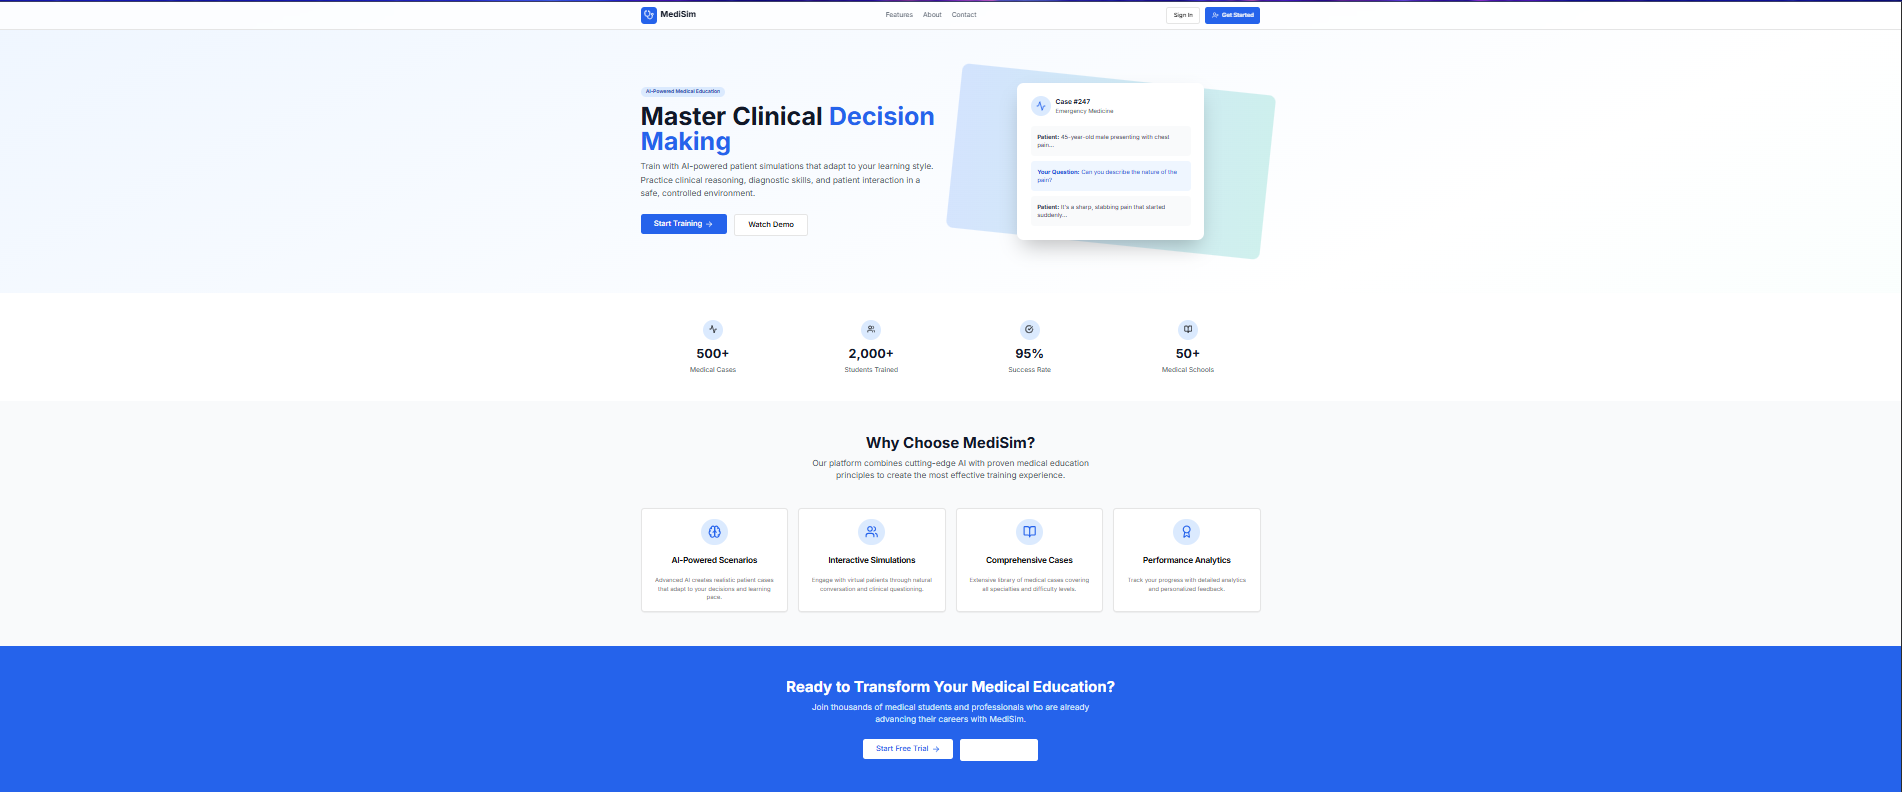 MediSim
Features About Contact
Sign In
Get Started
AI-Powered Medical Education
Master Clinical Decision
Making
Train with AI-powered patient simulations that adapt to your learning style.
Practice clinical reasoning, diagnostic skills, and patient interaction in a
safe, controlled environment.
Start Training →
Watch Demo
Case #247
Emergency Medicine
Patient: 45-year-old male presenting with chest
pain...
Your Question: Can you describe the nature of the
pain?
Patient: It's a sharp, stabbing pain that started
suddenly...
500+
Medical Cases
2,000+
Students Trained
95%
Success Rate
50+
Medical Schools
Why Choose MediSim?
Our platform combines cutting-edge AI with proven medical education
principles to create the most effective training experience.
AI-Powered Scenarios
Advanced AI creates realistic patient cases
that adapt to your decisions and learning
pace.
Interactive Simulations
Engage with virtual patients through natural
conversation and clinical questioning.
Comprehensive Cases
Extensive library of medical cases covering
all specialties and difficulty levels.
Performance Analytics
Track your progress with detailed analytics
and personalized feedback.
Ready to Transform Your Medical Education?
Join thousands of medical students and professionals who are already
advancing their careers with MediSim.
Start Free Trial →